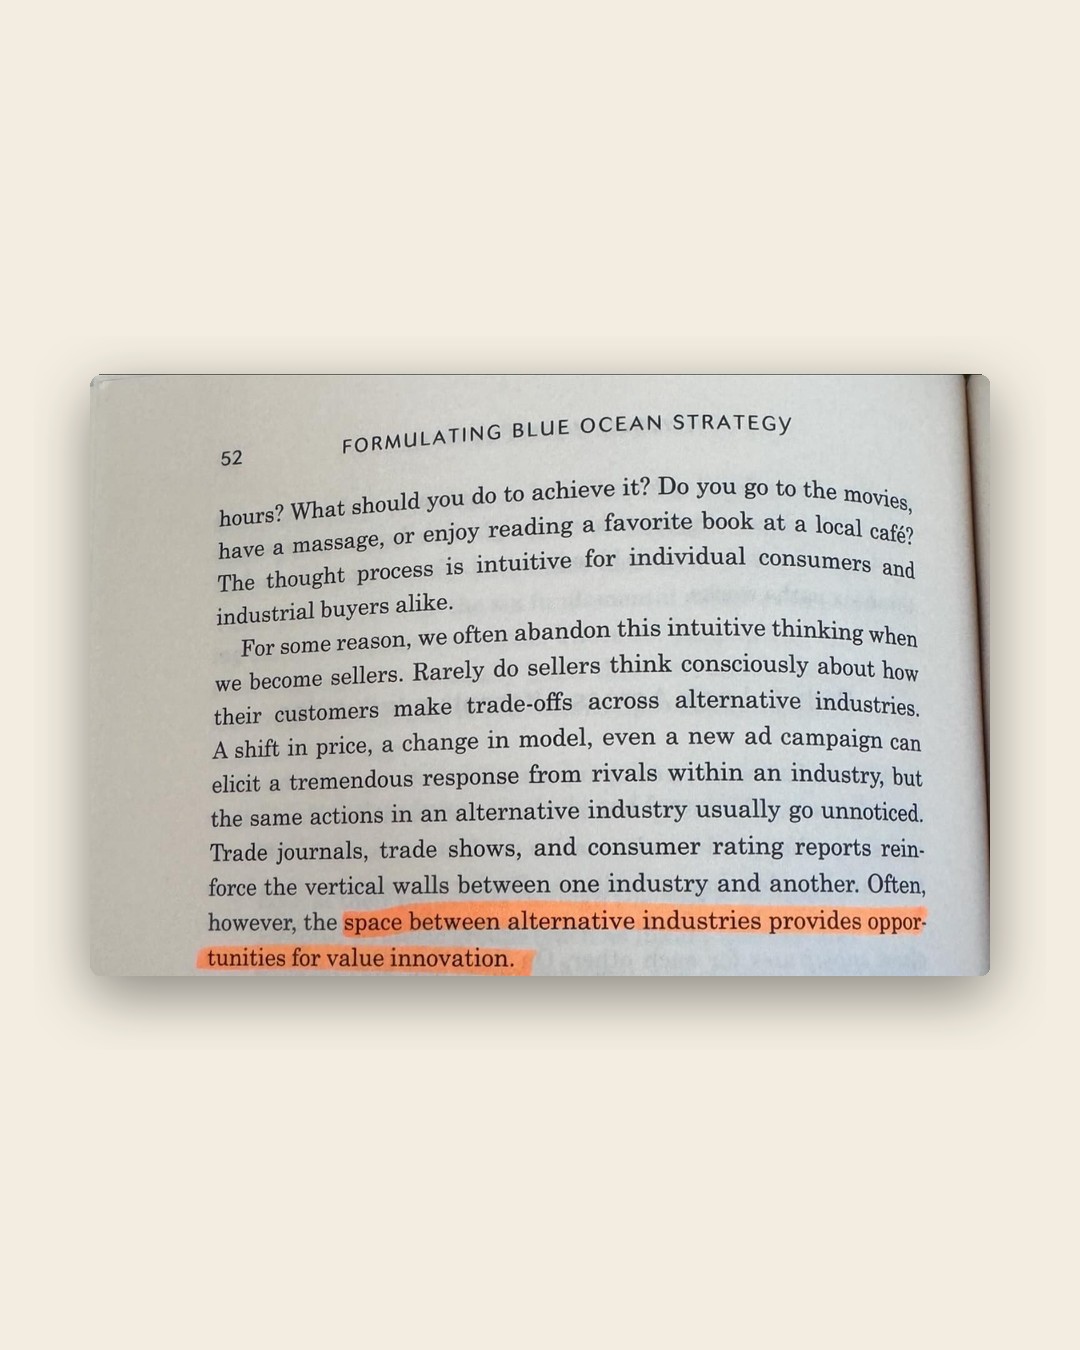 52
FORMULATING BLUE OCEAN STRATEGY
hours? What should you do to achieve it? Do you go to the movies,
have a massage, or enjoy reading a favorite book at a local café?
The thought process is intuitive for individual consumers and
industrial buyers alike.
For some reason, we often abandon this intuitive thinking when
we become sellers. Rarely do sellers think consciously about how
their customers make trade-offs across alternative industries.
A shift in price, a change in model, even a new ad campaign can
elicit a tremendous response from rivals within an industry, but
the same actions in an alternative industry usually go unnoticed.
Trade journals, trade shows, and consumer rating reports rein-
force the vertical walls between one industry and another. Often,
however, the space between alternative industries provides oppor-
tunities for value innovation.